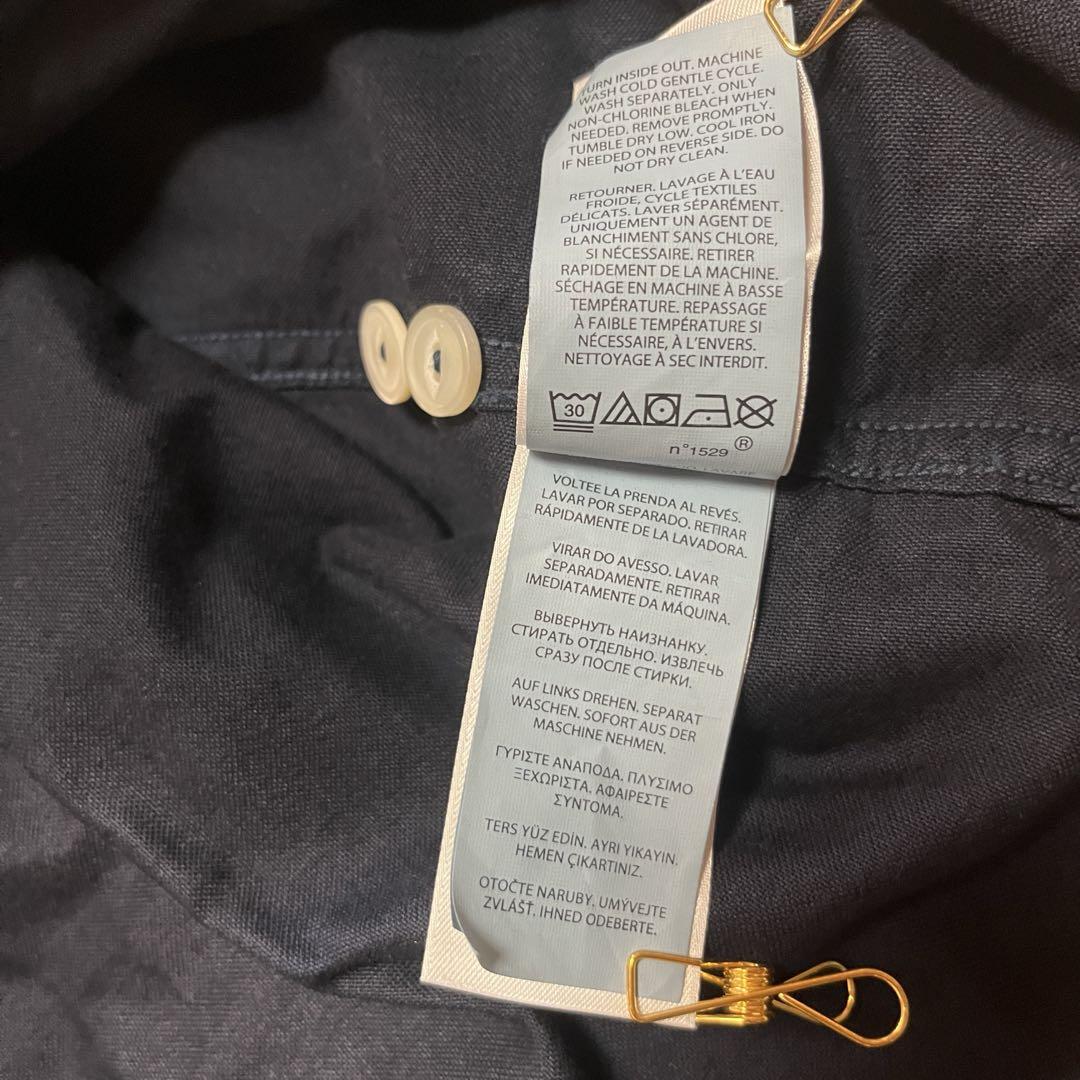 TURN INSIDE OUT. MACHINE
WASH COLD GENTLE CYCLE.
WASH SEPARATELY. ONLY
NON-CHLORINE BLEACH WHEN
NEEDED. REMOVE PROMPTLY.
TUMBLE DRY LOW. COOL IRON
IF NEEDED ON REVERSE SIDE. DO
NOT DRY CLEAN.
RETOURNER. LAVAGE À L'EAU
FROIDE, CYCLE TEXTILES
DÉLICATS. LAVER SÉPARÉMENT.
UNIQUEMENT UN AGENT DE
BLANCHIMENT SANS CHLORE,
SI NÉCESSAIRE. RETIRER
RAPIDEMENT DE LA MACHINE.
SÉCHAGE EN MACHINE À BASSE
TEMPÉRATURE. REPASSAGE
À FAIBLE TEMPÉRATURE SI
NÉCESSAIRE, À L'ENVERS.
NETTOYAGE À SEC INTERDIT.
30
n°1529 ®
VOLTEE LA PRENDA AL REVÉS.
LAVAR POR SEPARADO. RETIRAR
RÁPIDAMENTE DE LA LAVADORA.
VIRAR DO AVESSO. LAVAR
SEPARADAMENTE. RETIRAR
IMEDIATAMENTE DA MÁQUINA.
ВЫВЕРНУТЬ НАИЗНАНКУ.
СТИРАТЬ ОТДЕЛЬНО. ИЗВЛЕЧЬ
СРАЗУ ПОСЛЕ СТИРКИ.
AUF LINKS DREHEN. SEPARAT
WASCHEN. SOFORT AUS DER
MASCHINE NEHMEN.
ΓΥΡΙΣΤΕ ΑΝΑΠΟΔΑ. ΠΛΥΣΙΜΟ
ΞΕΧΩΡΙΣΤΑ. ΑΦΑΙΡΕΣΤΕ
ΣΥΝΤΟΜΑ.
TERS YÜZ EDİN. AYRI YIKAYIN.
HEMEN ÇIKARTINIZ.
OTOČTE NARUBY. UMÝVEJTE
ZVLÁŠŤ. IHNED ODEBERTE.